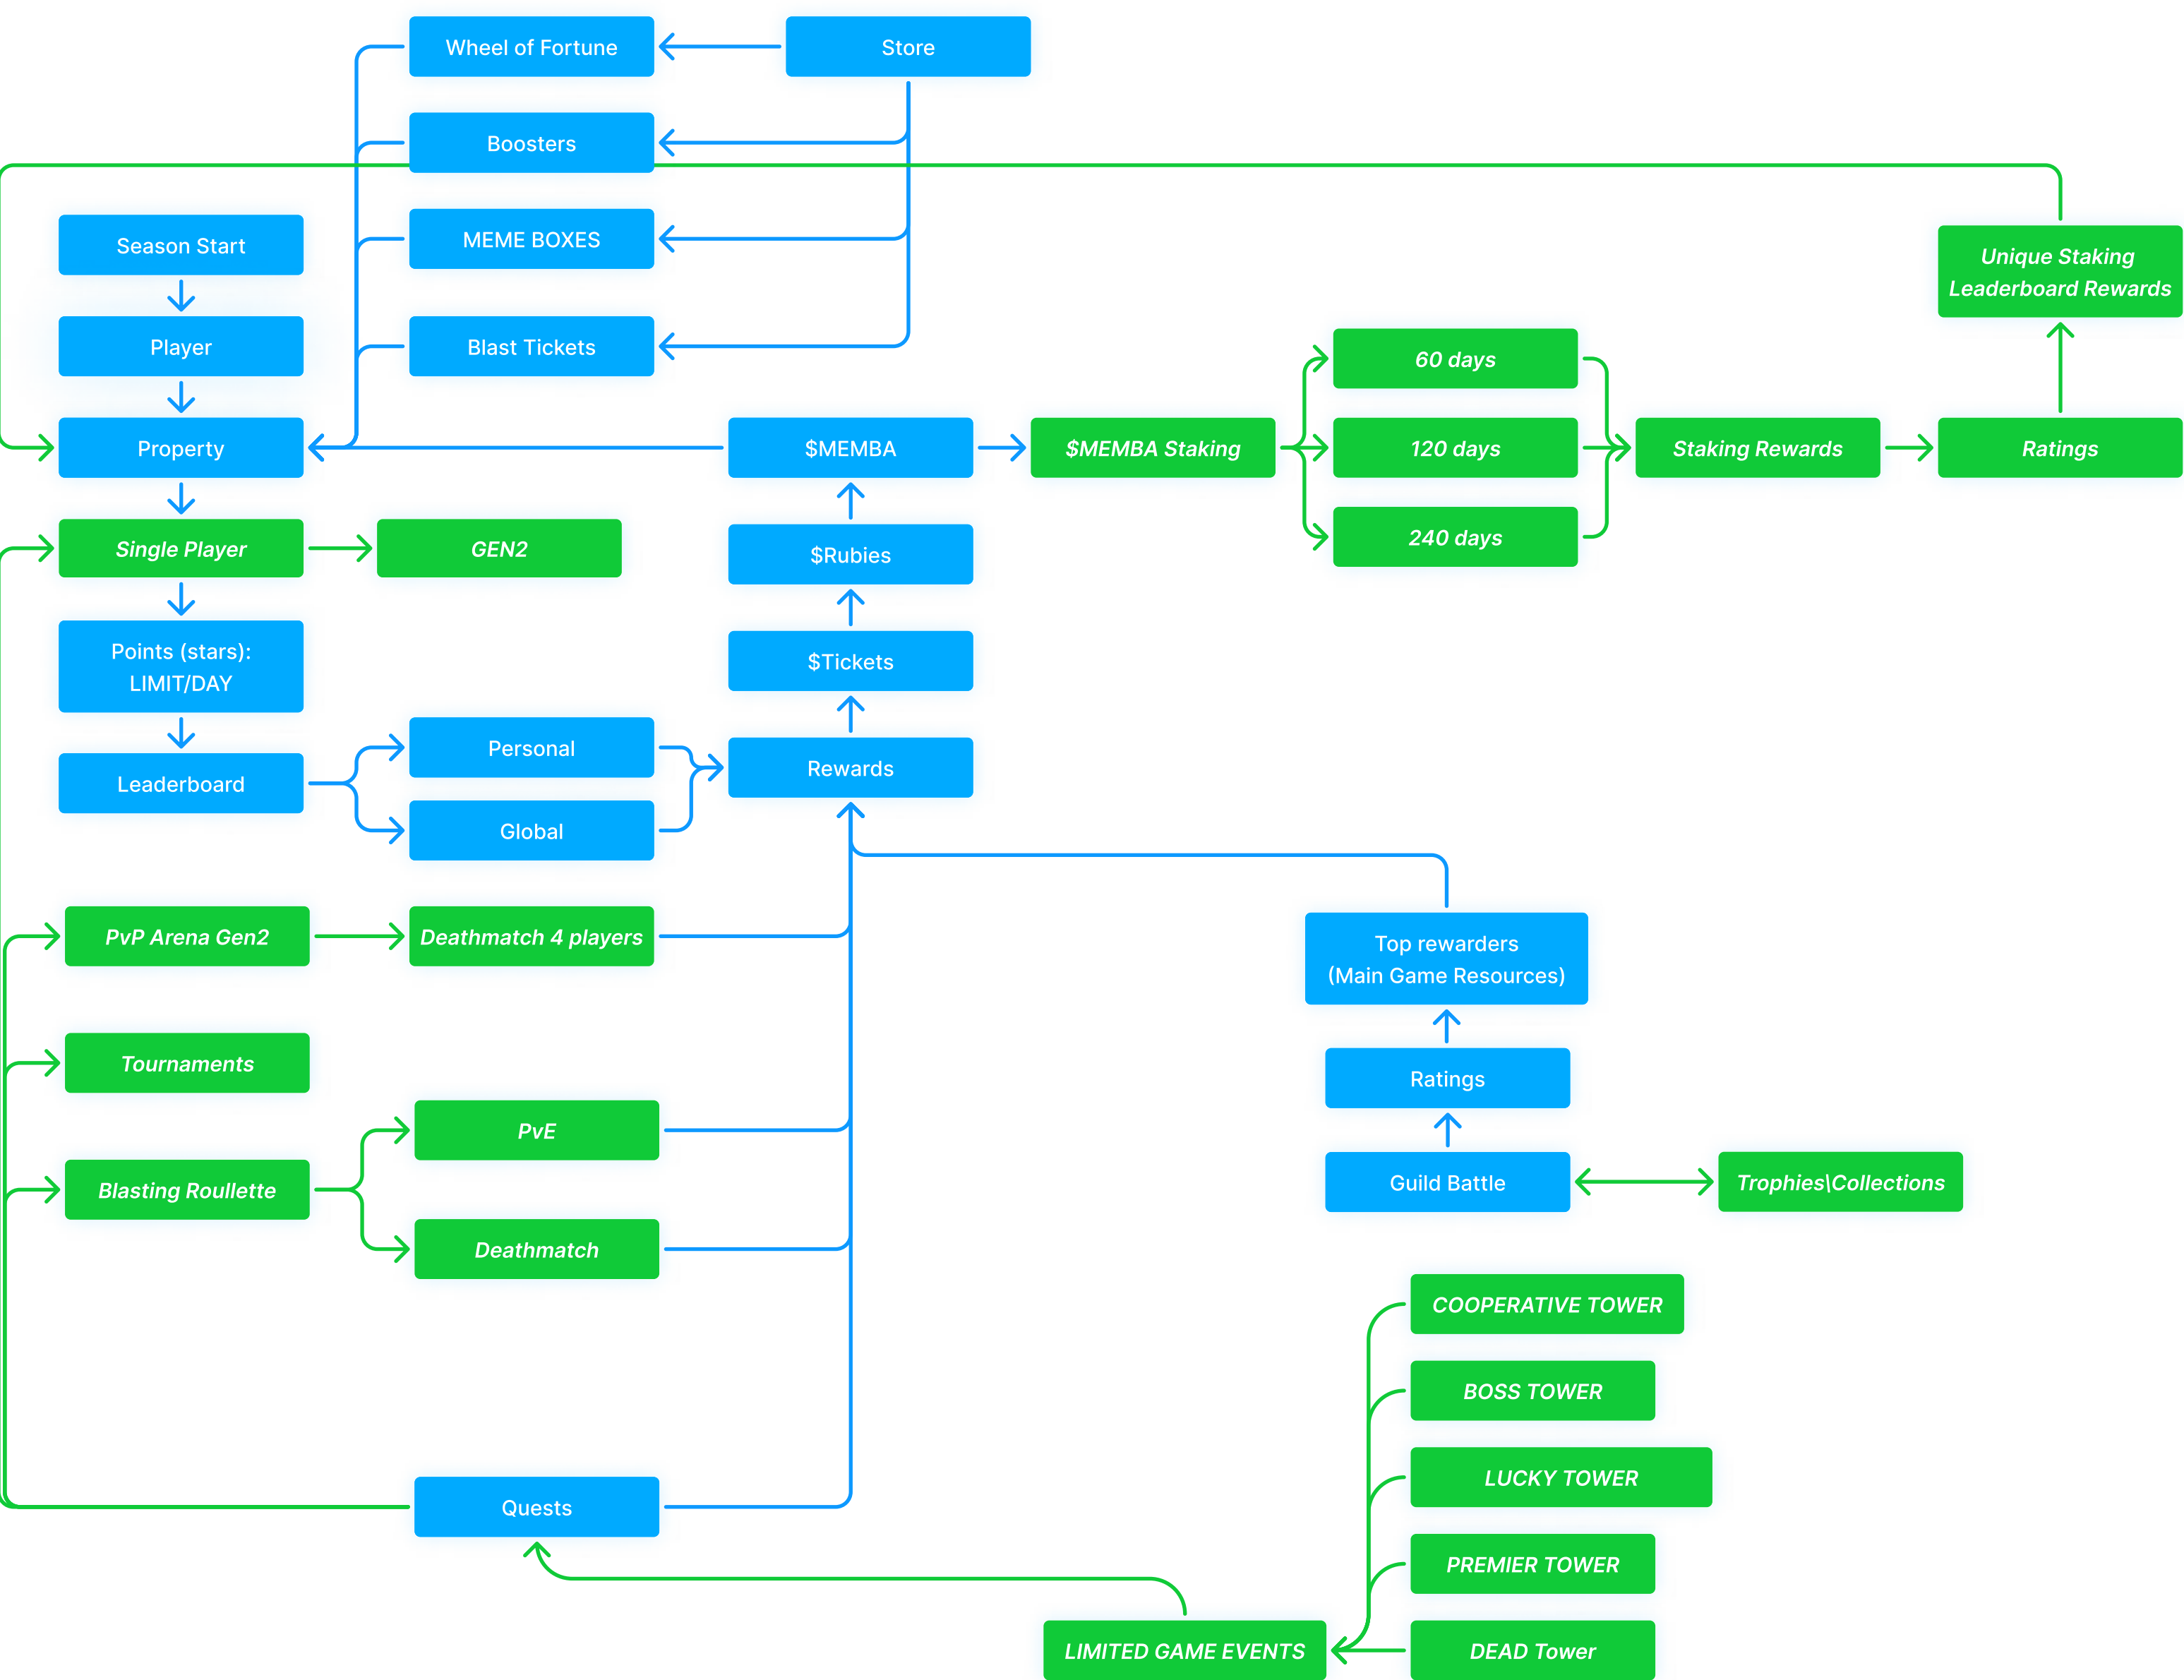 Wheel of Fortune
Store
Boosters
MEME BOXES
Blast Tickets
Season Start
Player
Property
$MEMBA
$MEMBA Staking
60 days
120 days
240 days
Staking Rewards
Ratings
Unique Staking
Leaderboard Rewards
Single Player
GEN2
$Rubies
$Tickets
Points (stars):
LIMIT/DAY
Leaderboard
Personal
Global
Rewards
PvP Arena Gen2
Deathmatch 4 players
Tournaments
Blasting Roullette
PvE
Deathmatch
Top rewarders
(Main Game Resources)
Ratings
Guild Battle
Trophies\Collections
Quests
COOPERATIVE TOWER
BOSS TOWER
LUCKY TOWER
PREMIER TOWER
LIMITED GAME EVENTS
DEAD Tower